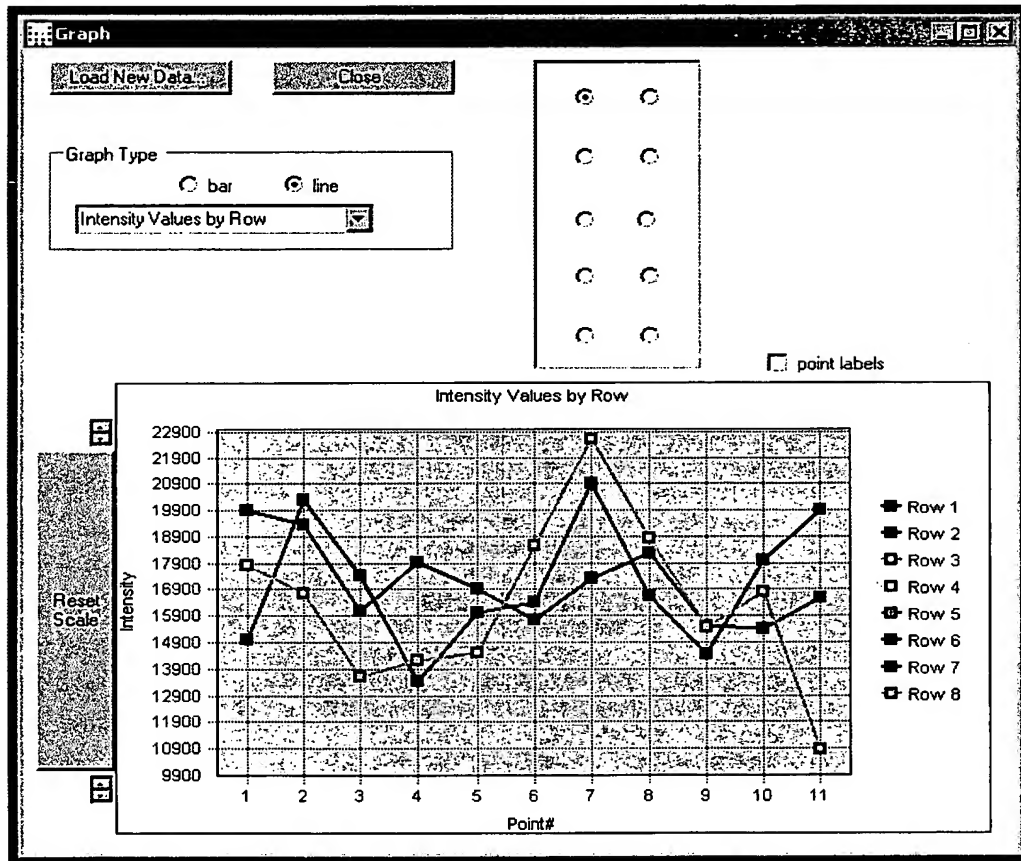 Graph
Load New Data...
Close
Graph Type
bar
line
Intensity Values by Row
point labels
Intensity Values by Row
Reset
Scale
Intensity
22900
21900
20900
19900
18900
17900
16900
15900
14900
13900
12900
11900
10900
9900
1 2 3 4 5 6 7 8 9 10 11
Point#
Row 1
Row 2
Row 3
Row 4
Row 5
Row 6
Row 7
Row 8